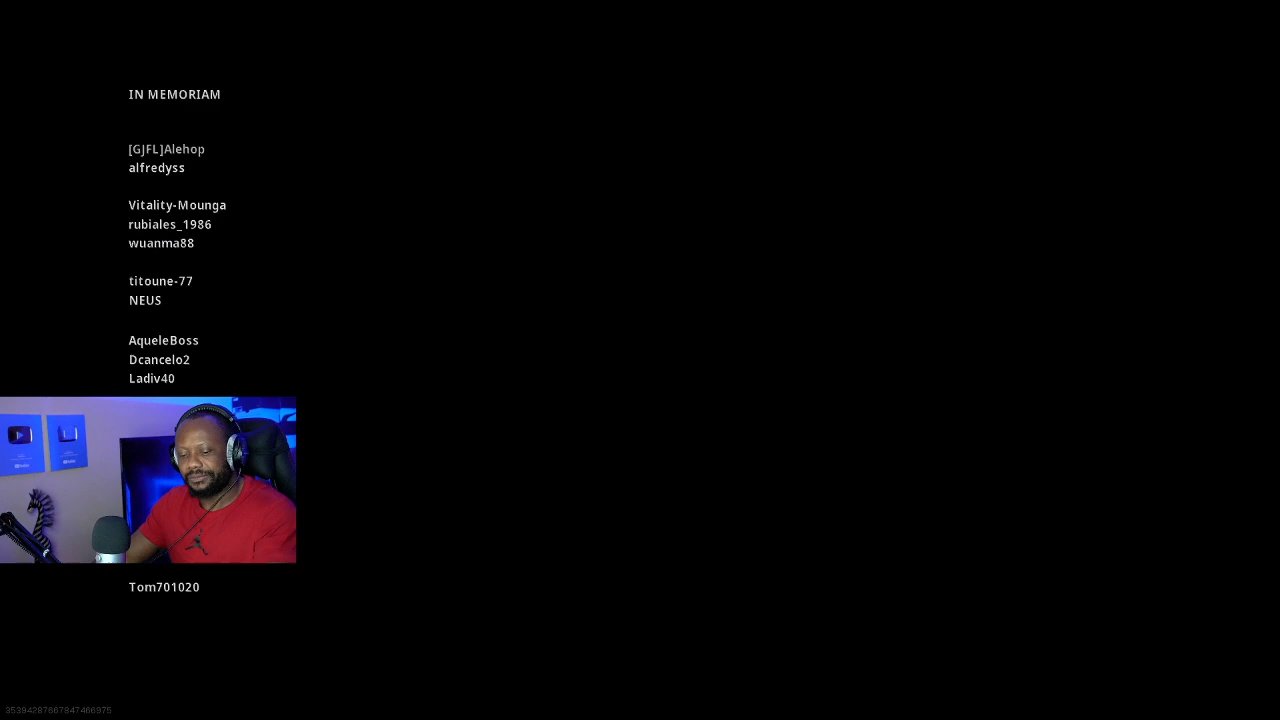 IN MEMORIAM
[GJFL]Alehop
alfredyss
Vitality-Mounga
rubiales_1986
wuanma88
titoune-77
NEUS
AqueleBoss
Dcancelo2
Ladiv40
Tom701020